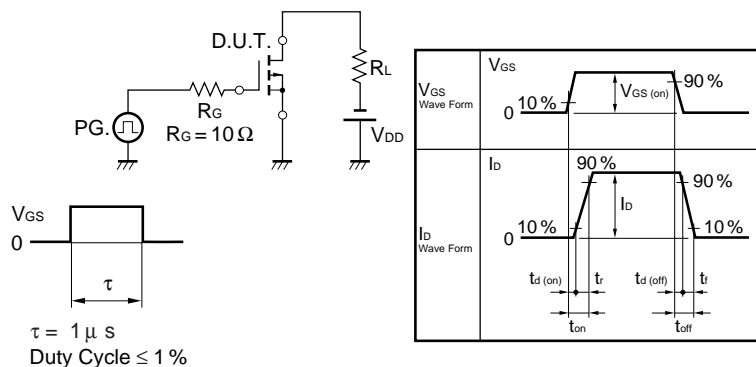 D.U.T.
RL
RG
PG.
RG = 10 Ω
VDD
VGS
0
τ
τ = 1 μ s
Duty Cycle ≤ 1 %
VGS
Wave Form
VGS
10 %
0
VGS (on)
90 %
ID
Wave Form
ID
90 %
90 %
10 %
0
ID
10 %
td (on)
tr
td (off)
tf
ton
toff